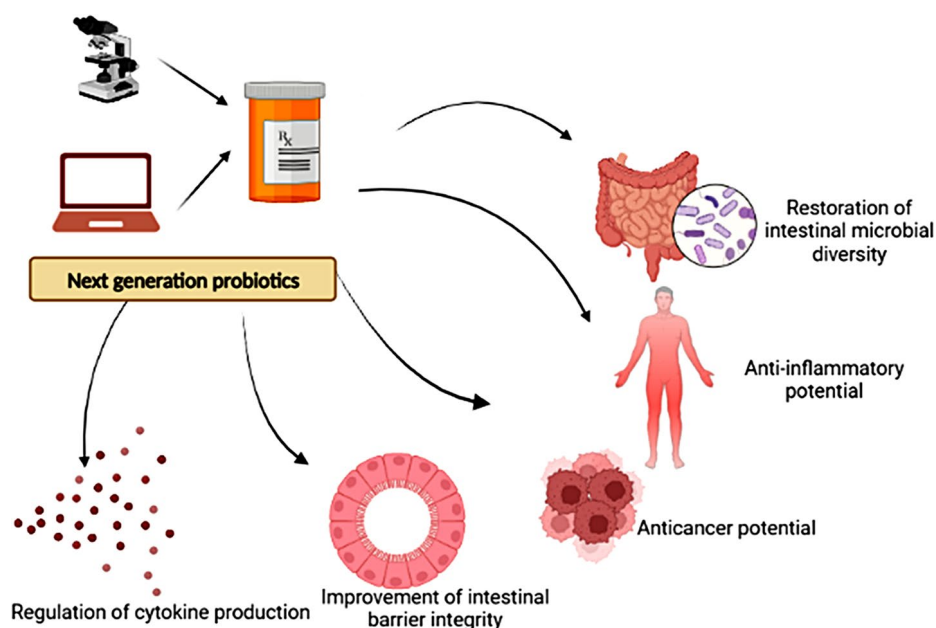 Rx
Next generation probiotics
Restoration of
intestinal microbial
diversity
Anti-inflammatory
potential
Anticancer potential
Improvement of intestinal
barrier integrity
Regulation of cytokine production